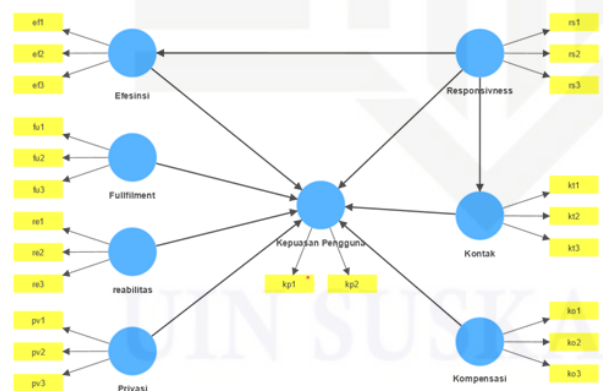 ef1
ef2
ef3
Efesinsi
rs1
rs2
rs3
Responsivness
fu1
fu2
fu3
Fullfilment
re1
re2
re3
reabilitas
Kepuasan Pengguna
kp1
kp2
kt1
kt2
kt3
Kontak
pv1
pv2
pv3
Privasi
ko1
ko2
ko3
Kompensasi
UIN SUSKA